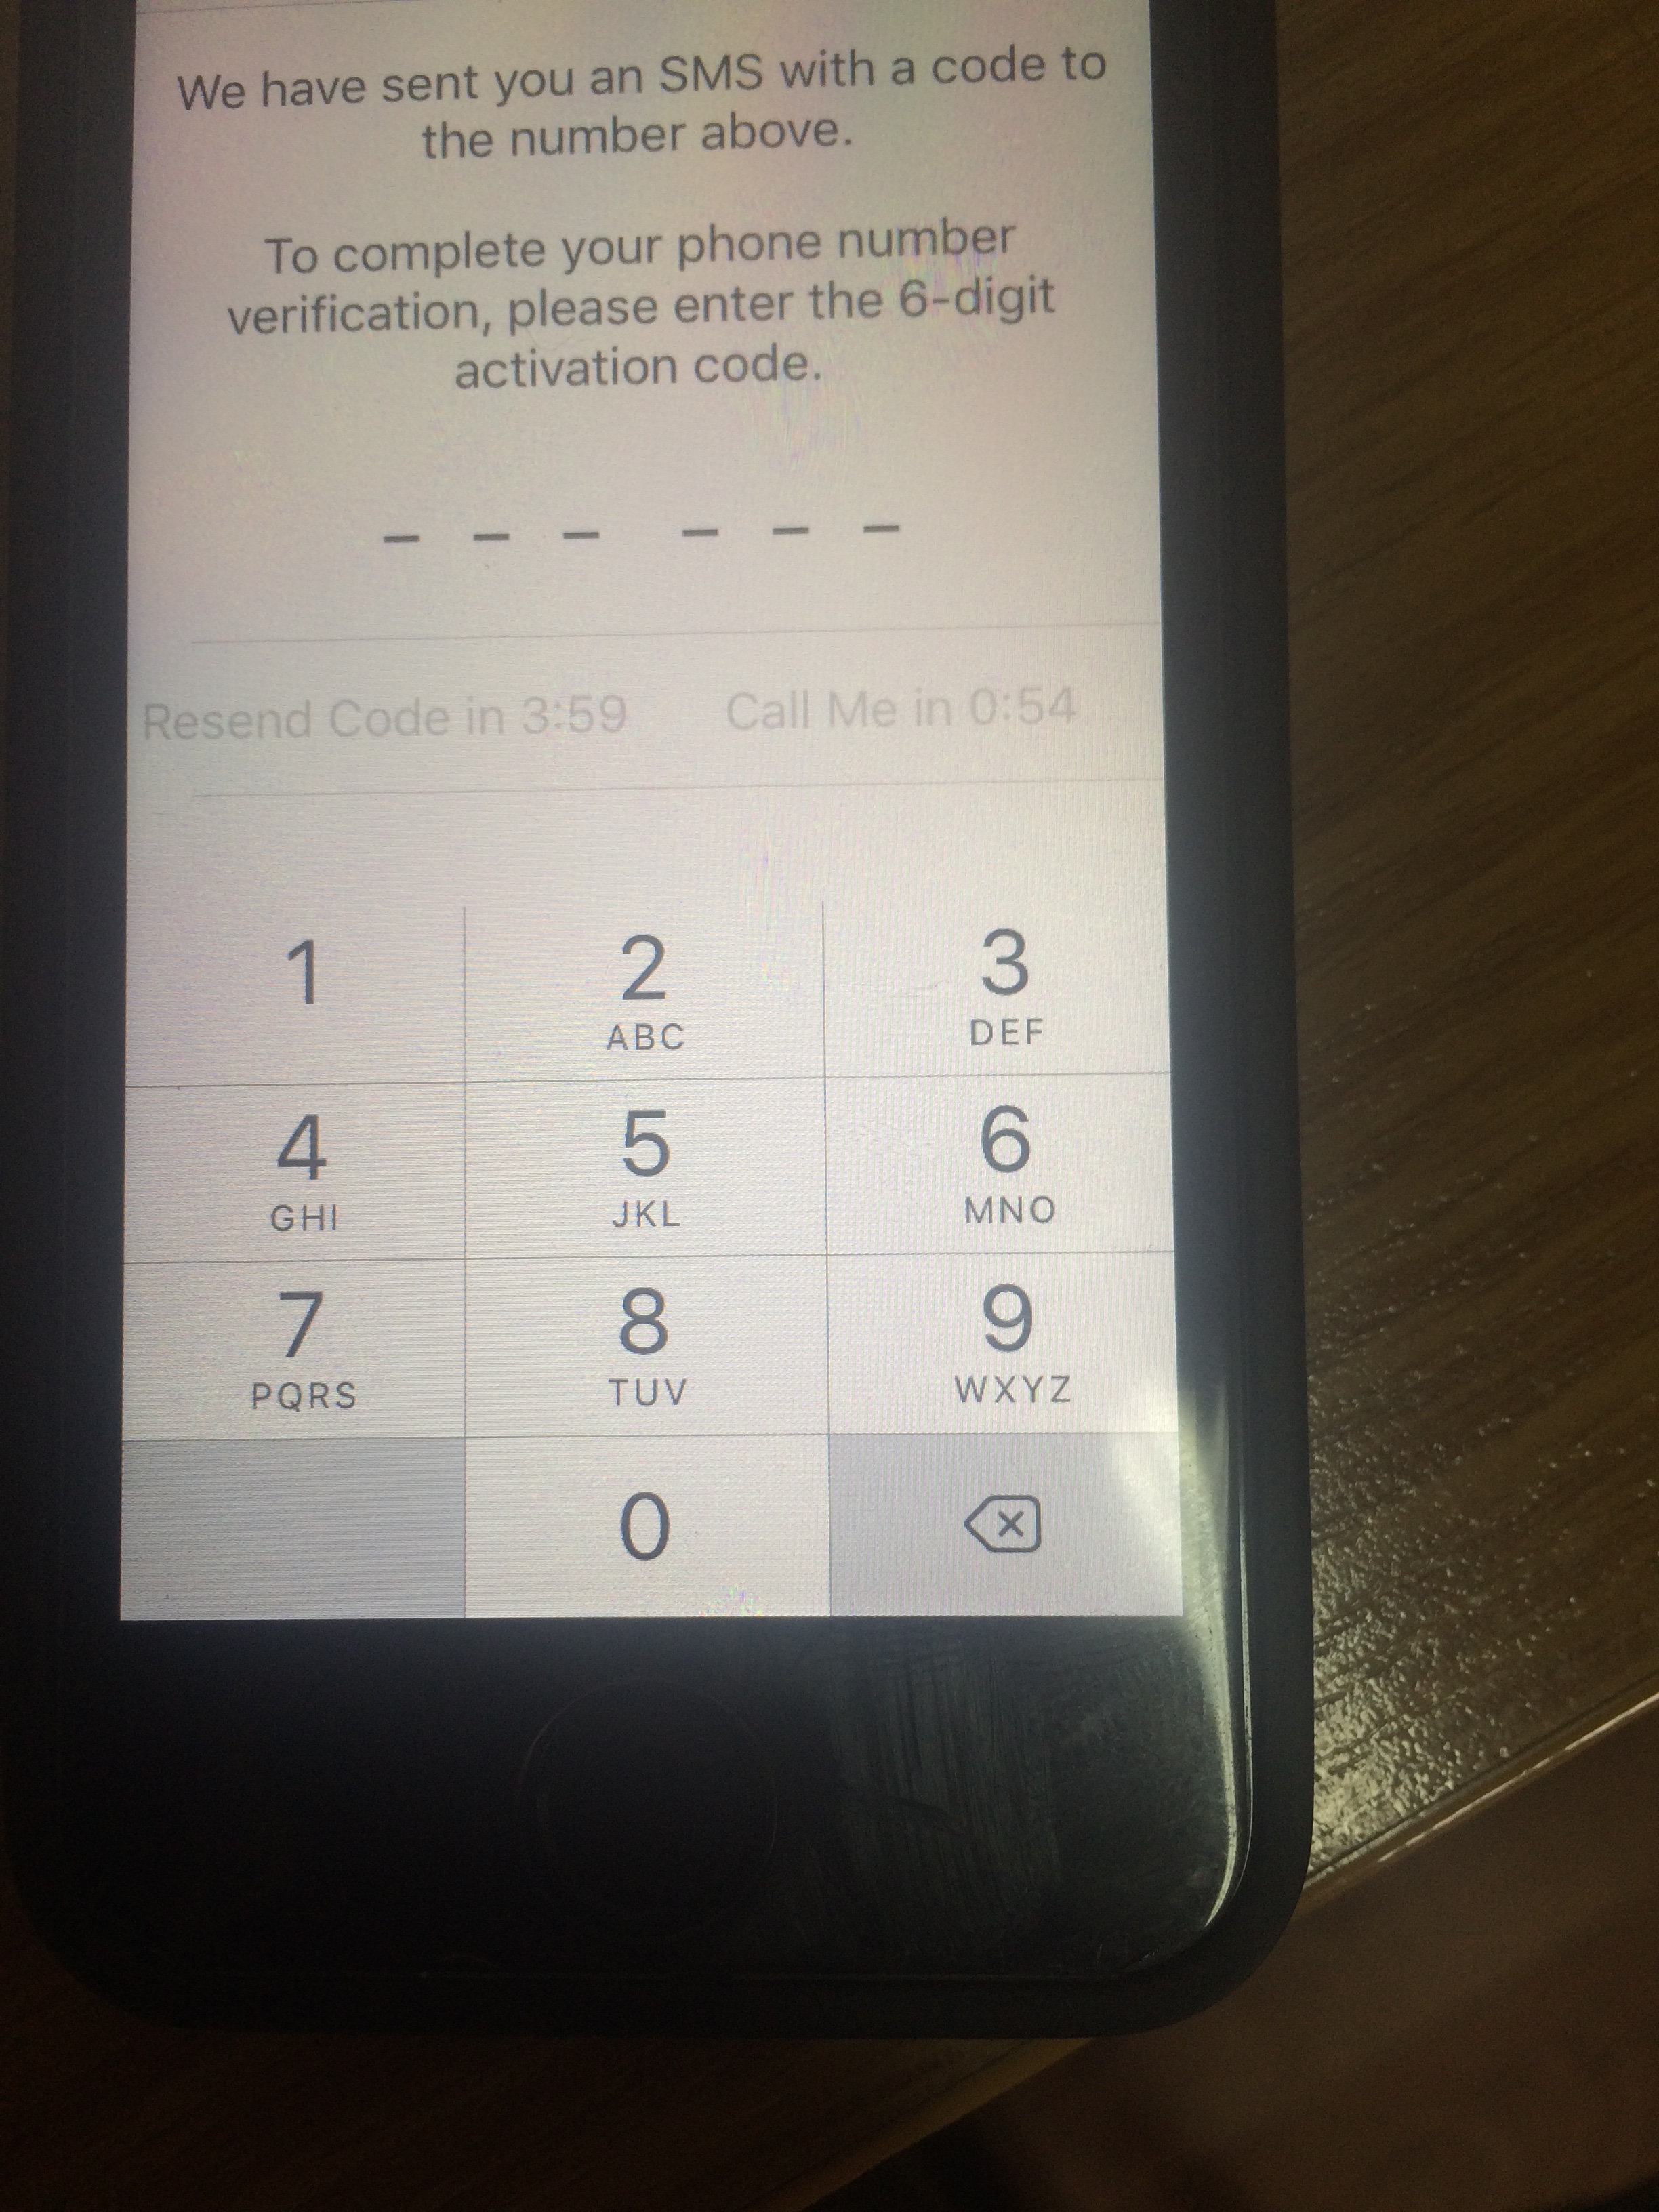 We have sent you an SMS with a code to
the number above.
To complete your phone number
verification, please enter the 6-digit
activation code.
– – – – – –
Resend Code in 3:59 Call Me in 0:54
1 2 3
ABC DEF
4 5 6
GHI JKL MNO
7 8 9
PQRS TUV WXYZ
0